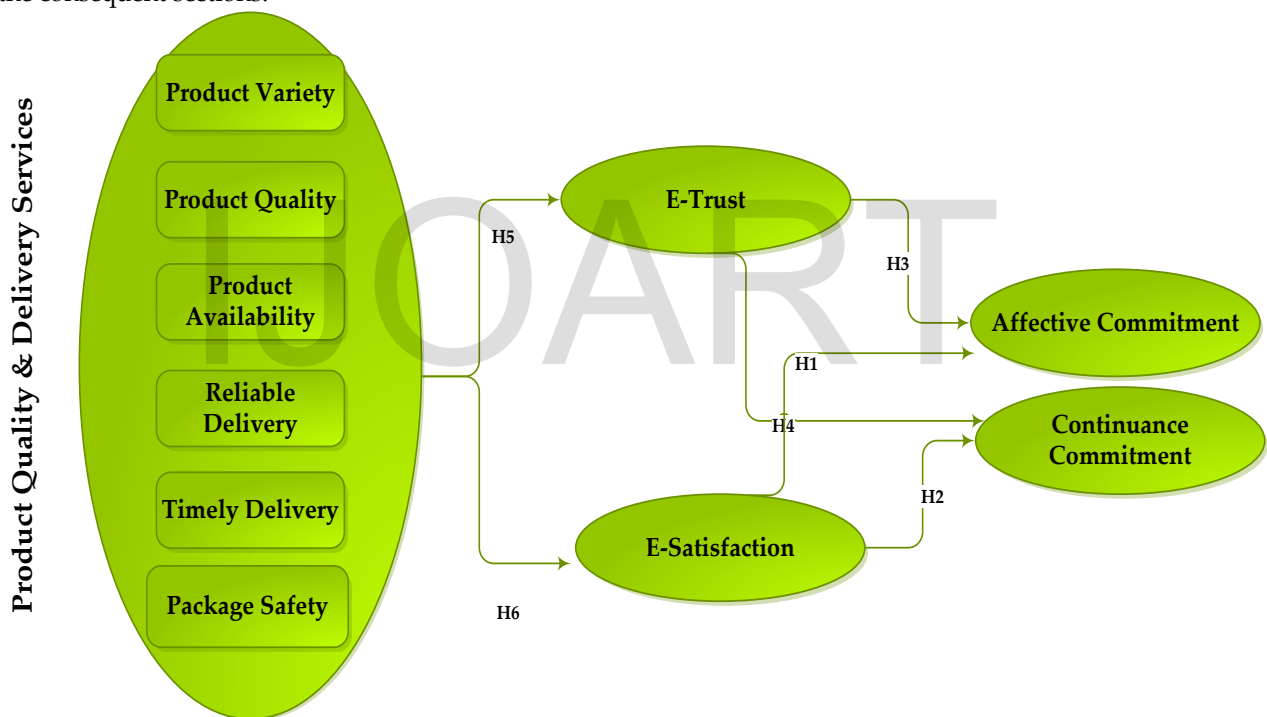 the consequent sections.
Product Quality & Delivery Services
Product Variety
Product Quality
Product
Availability
Reliable
Delivery
Timely Delivery
Package Safety
H5
H6
E-Trust
E-Satisfaction
H3
H1
H4
H2
Affective Commitment
Continuance
Commitment
IJOART